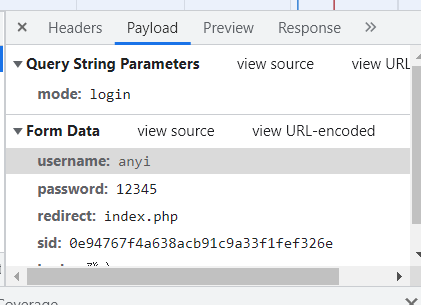 Headers Payload Preview Response
Query String Parameters view source view URL
mode: login
Form Data view source view URL-encoded
username: anyi
password: 12345
redirect: index.php
sid: 0e94767f4a638acb91c9a33f1fef326e
Coverage